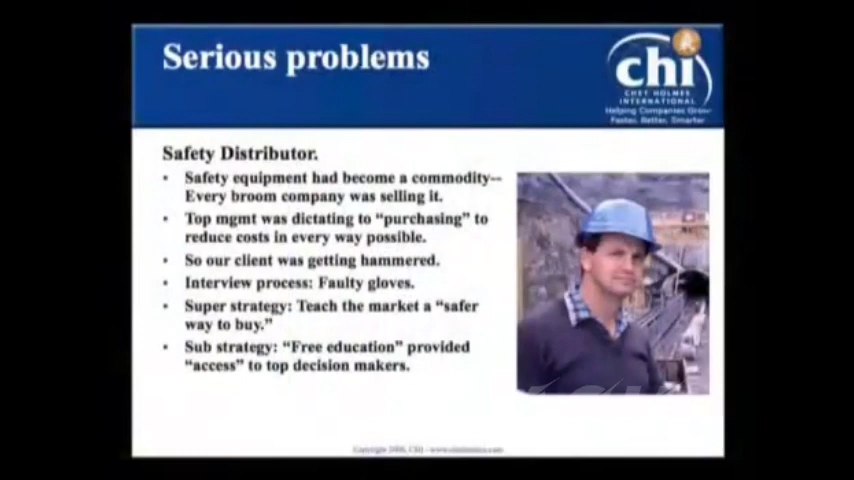 Serious problems
chi
CHET HOLMES
INTERNATIONAL
Helping Companies Grow
Faster, Better, Smarter
Safety Distributor.
• Safety equipment had become a commodity--
Every broom company was selling it.
• Top mgmt was dictating to “purchasing” to
reduce costs in every way possible.
• So our client was getting hammered.
• Interview process: Faulty gloves.
• Super strategy: Teach the market a “safer
way to buy.”
• Sub strategy: “Free education” provided
“access” to top decision makers.